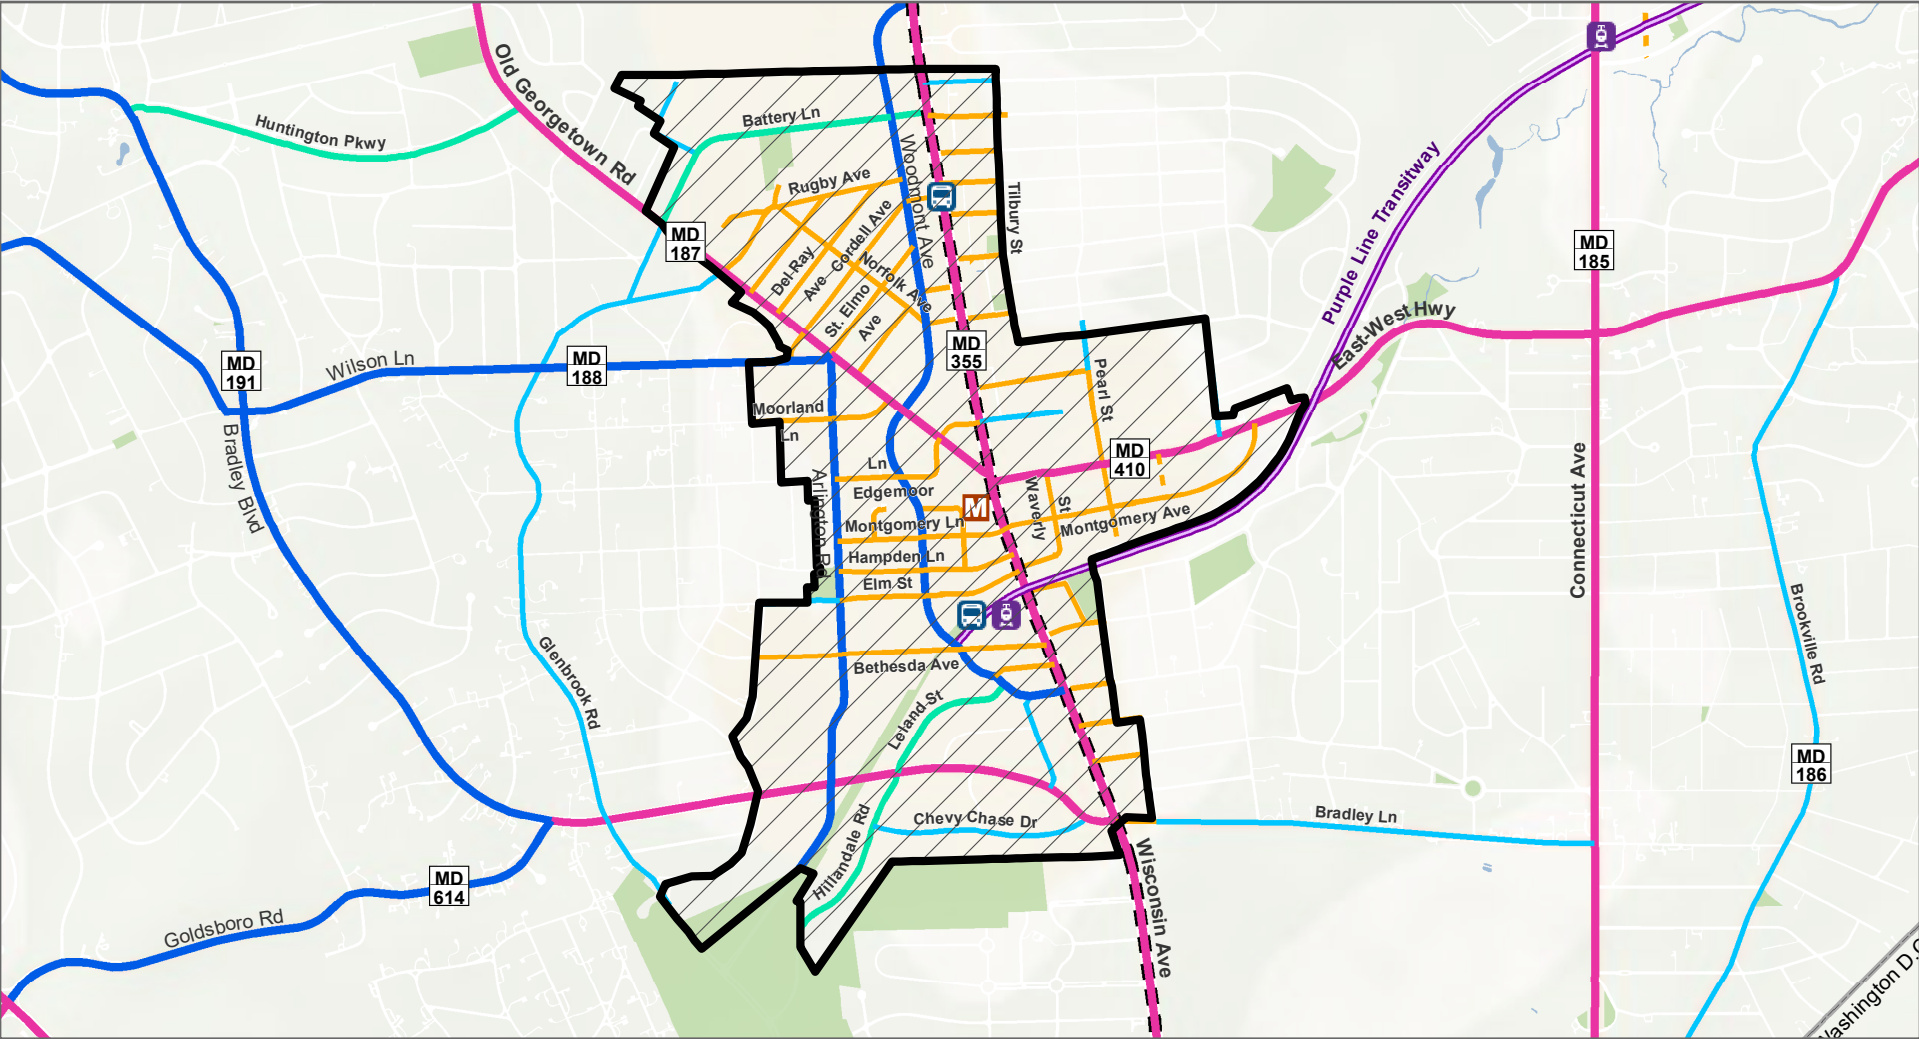 Old Georgetown Rd
Huntington Pkwy
Battery Ln
Woodmont Ave
Rugby Ave
Tilbury St
Purple Line Transitway
MD
187
Del Ray
Ave
Cordell Ave
Norfolk Ave
St. Elmo
Ave
MD
185
East-West Hwy
MD
355
MD
191
Wilson Ln
MD
188
Pearl St
Moorland
Ln
Bradley Blvd
Arlington Rd
Ln
Edgemoor
MD
410
M
Waverly
St
Montgomery Ln
Montgomery Ave
Connecticut Ave
Hampden Ln
Elm St
Brookville Rd
Glenbrook Rd
Bethesda Ave
Leland St
MD
186
Hillandale Rd
Chevy Chase Dr
Bradley Ln
Wisconsin Ave
MD
614
Goldsboro Rd